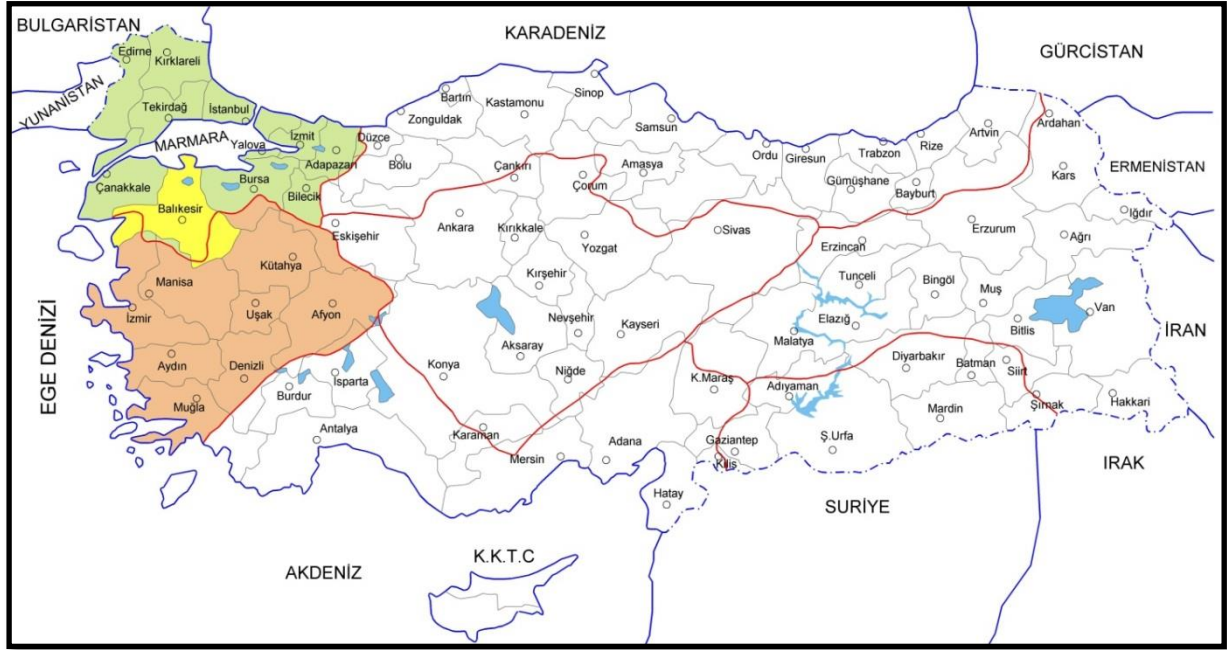 BULGARİSTAN
KARADENİZ
GÜRCİSTAN
YUNANİSTAN
MARMARA
ERMENİSTAN
EGE DENİZİ
İRAN
IRAK
SURİYE
AKDENİZ
K.K.T.C
Edirne
Kırklareli
Tekirdağ
İstanbul
Yalova
İzmit
Adapazarı
Düzce
Bolu
Zonguldak
Bartın
Kastamonu
Sinop
Samsun
Ordu
Giresun
Trabzon
Rize
Artvin
Ardahan
Çanakkale
Balıkesir
Bursa
Bilecik
Eskişehir
Ankara
Çankırı
Kırıkkale
Çorum
Amasya
Yozgat
Sivas
Gümüşhane
Bayburt
Erzincan
Erzurum
Kars
Iğdır
Ağrı
Manisa
İzmir
Kütahya
Uşak
Afyon
Aydın
Denizli
Muğla
Burdur
İsparta
Antalya
Konya
Aksaray
Kırşehir
Nevşehir
Niğde
Kayseri
Karaman
Mersin
Adana
Hatay
K.Maraş
Gaziantep
Kilis
Adıyaman
Malatya
Elazığ
Tunceli
Bingöl
Muş
Bitlis
Van
Diyarbakır
Batman
Siirt
Şırnak
Hakkari
Mardin
Ş.Urfa